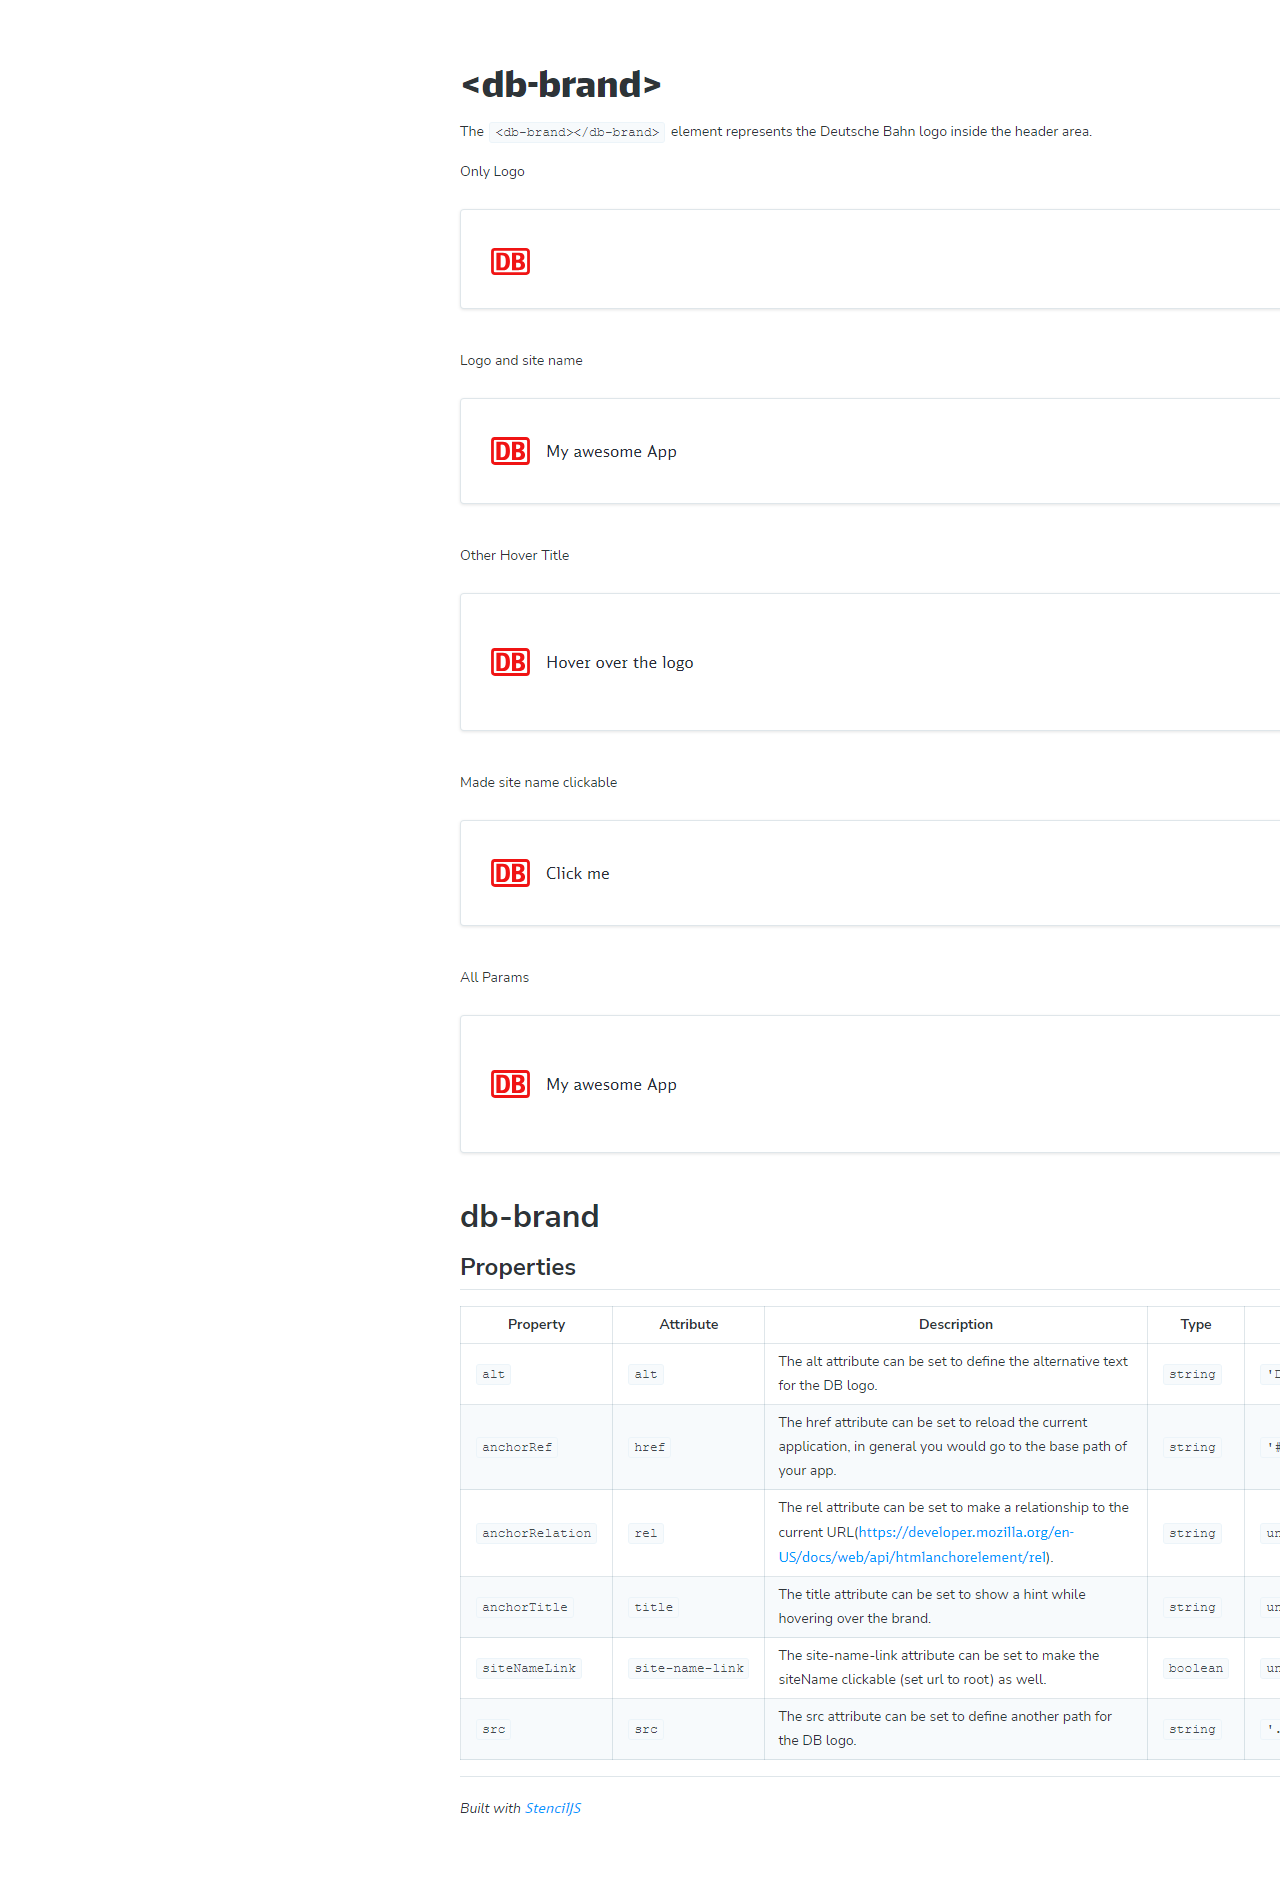 <db-brand>
The <db-brand></db-brand> element represents the Deutsche Bahn logo inside the header area.
Only Logo
DB
Logo and site name
DB My awesome App
Other Hover Title
DB Hover over the logo
Made site name clickable
DB Click me
All Params
DB My awesome App
db-brand
Properties
Property Attribute Description Type
alt alt The alt attribute can be set to define the alternative text string
for the DB logo.
The href attribute can be set to reload the current
anchorRef href application, in general you would go to the base path of string
your app.
The rel attribute can be set to make a relationship to the
anchorRelation rel current URL(https://developer.mozilla.org/en- string
US/docs/web/api/htmlanchorelement/rel).
anchorTitle title The title attribute can be set to show a hint while string
hovering over the brand.
siteNameLink site-name-link The site-name-link attribute can be set to make the boolean
siteName clickable (set url to root) as well.
src src The src attribute can be set to define another path for string
the DB logo.
Built with StencilJS